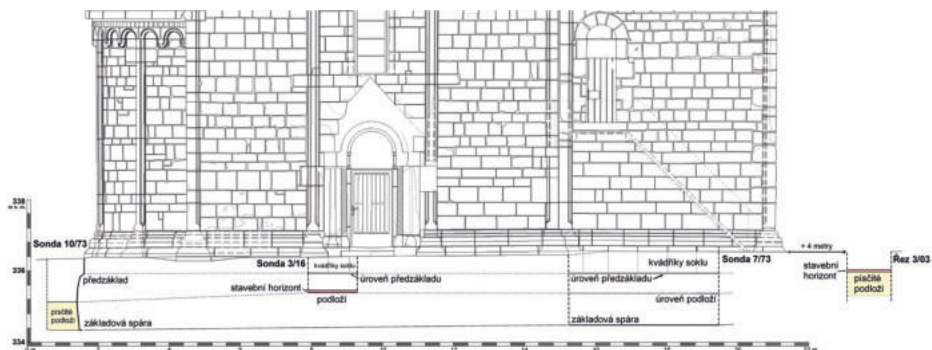 338
m n. m.
Sonda 10/73
předzáklad
písčité
podloží
336
334
Sonda 3/16
kvádříky soklu
úroveň předzákladu
stavební horizont
podloží
základová spára
kvádříky soklu
Sonda 7/73
úroveň předzákladu
úroveň podloží
základová spára
+ 4 metry
stavební
horizont
Řez 3/03
písčité
podloží